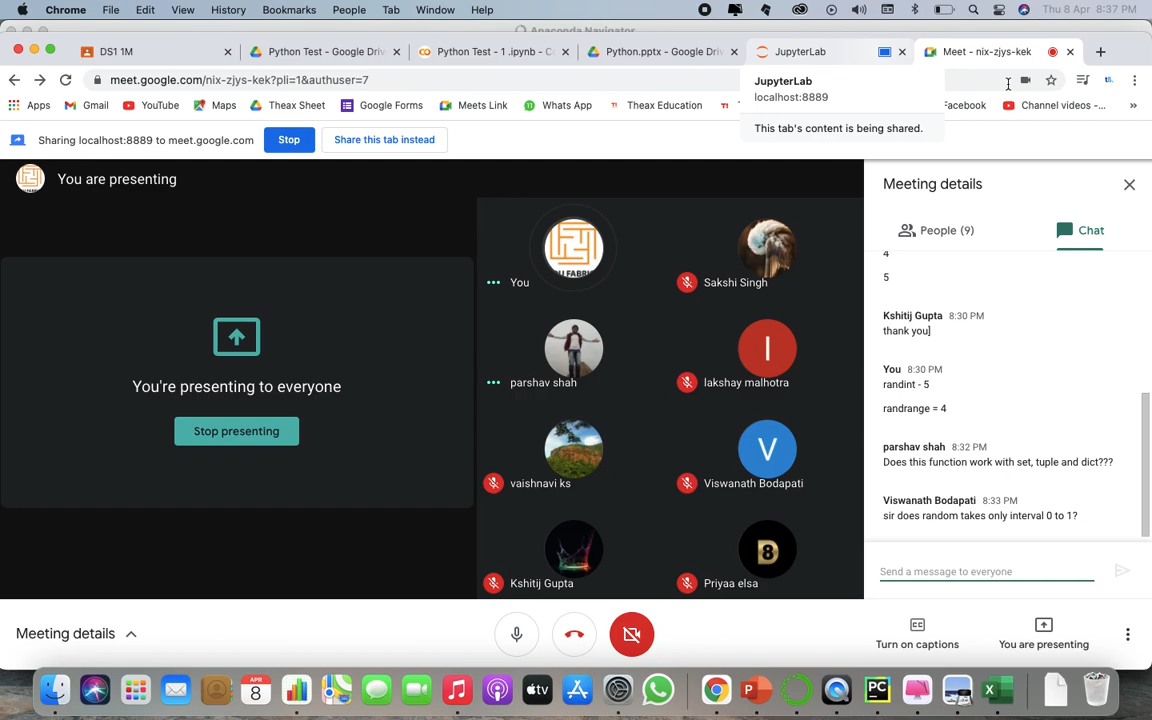 Chrome File Edit View History Bookmarks People Tab Window Help Thu 8 Apr 8:37 PM
Anaconda Navigator
DS1 1M
Python Test - Google Driv
Python Test - 1 .ipynb - C
Python.pptx - Google Driv
JupyterLab
Meet - nix-zjys-kek
meet.google.com/nix-zjys-kek?pli=1&authuser=7
JupyterLab
localhost:8889
This tab's content is being shared.
Apps Gmail YouTube Maps Theax Sheet Google Forms Meets Link Whats App Theax Education Facebook Channel videos -...
Sharing localhost:8889 to meet.google.com Stop Share this tab instead
You are presenting
You're presenting to everyone
Stop presenting
You
Sakshi Singh
parshav shah
I
lakshay malhotra
vaishnavi ks
V
Viswanath Bodapati
Kshitij Gupta
8
Priyaa elsa
Meeting details
People (9)
Chat
4
5
Kshitij Gupta 8:30 PM
thank you]
You 8:30 PM
randint - 5
randrange = 4
parshav shah 8:32 PM
Does this function work with set, tuple and dict???
Viswanath Bodapati 8:33 PM
sir does random takes only interval 0 to 1?
Send a message to everyone
Meeting details
Turn on captions
You are presenting
APR
8
tv
PC